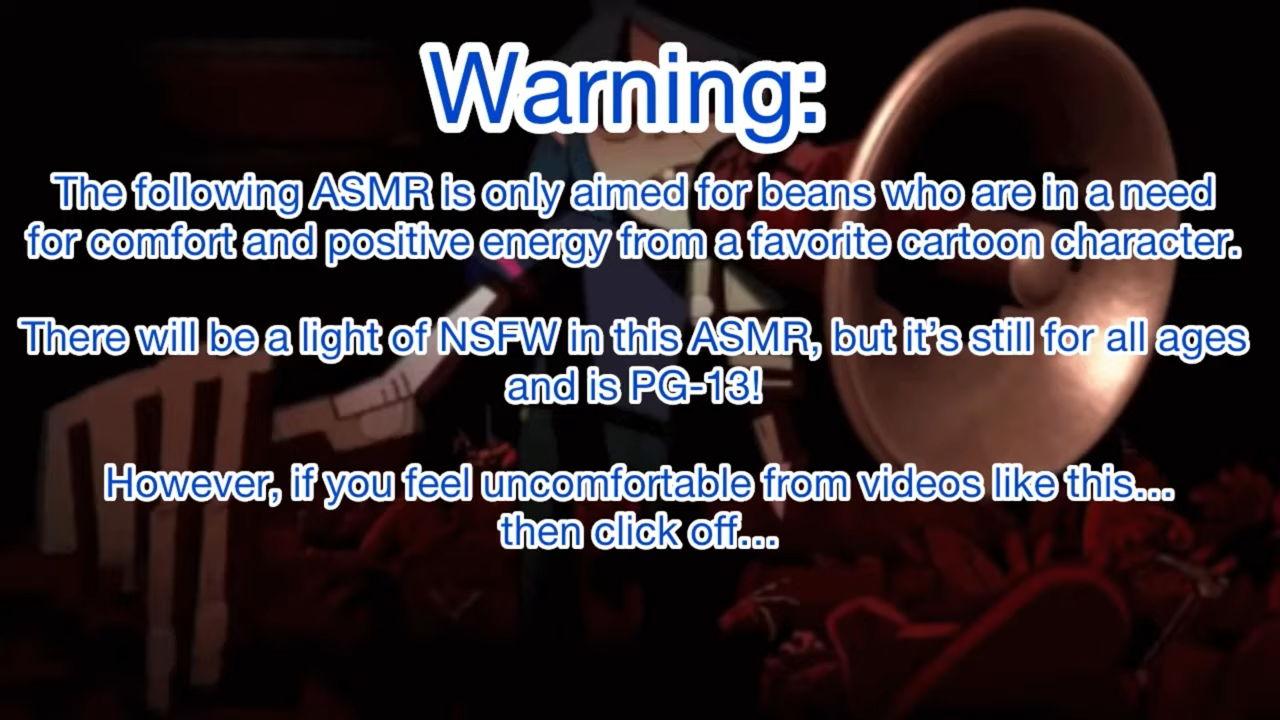 Warning:
The following ASMR is only aimed for beans who are in a need
for comfort and positive energy from a favorite cartoon character.
There will be a light of NSFW in this ASMR, but it’s still for all ages
and is PG-13!
However, if you feel uncomfortable from videos like this...
then click off...